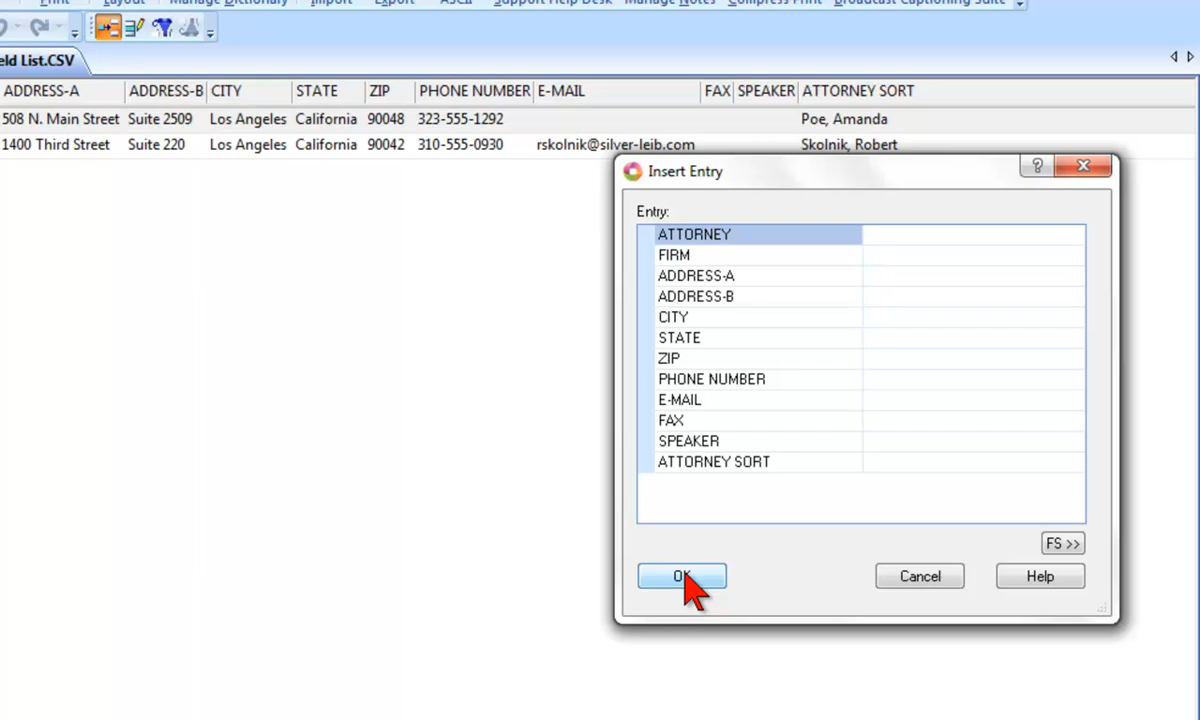 Print Layout Manage Dictionary Import Export ASCII Support Help Desk Manage Notes Compress Print Broadcast Captioning Suite
eld List.CSV
ADDRESS-A ADDRESS-B CITY STATE ZIP PHONE NUMBER E-MAIL FAX SPEAKER ATTORNEY SORT
508 N. Main Street Suite 2509 Los Angeles California 90048 323-555-1292 Poe, Amanda
1400 Third Street Suite 220 Los Angeles California 90042 310-555-0930 rskolnik@silver-leib.com Skolnik, Robert
Insert Entry
Entry:
ATTORNEY
FIRM
ADDRESS-A
ADDRESS-B
CITY
STATE
ZIP
PHONE NUMBER
E-MAIL
FAX
SPEAKER
ATTORNEY SORT
FS >>
OK Cancel Help